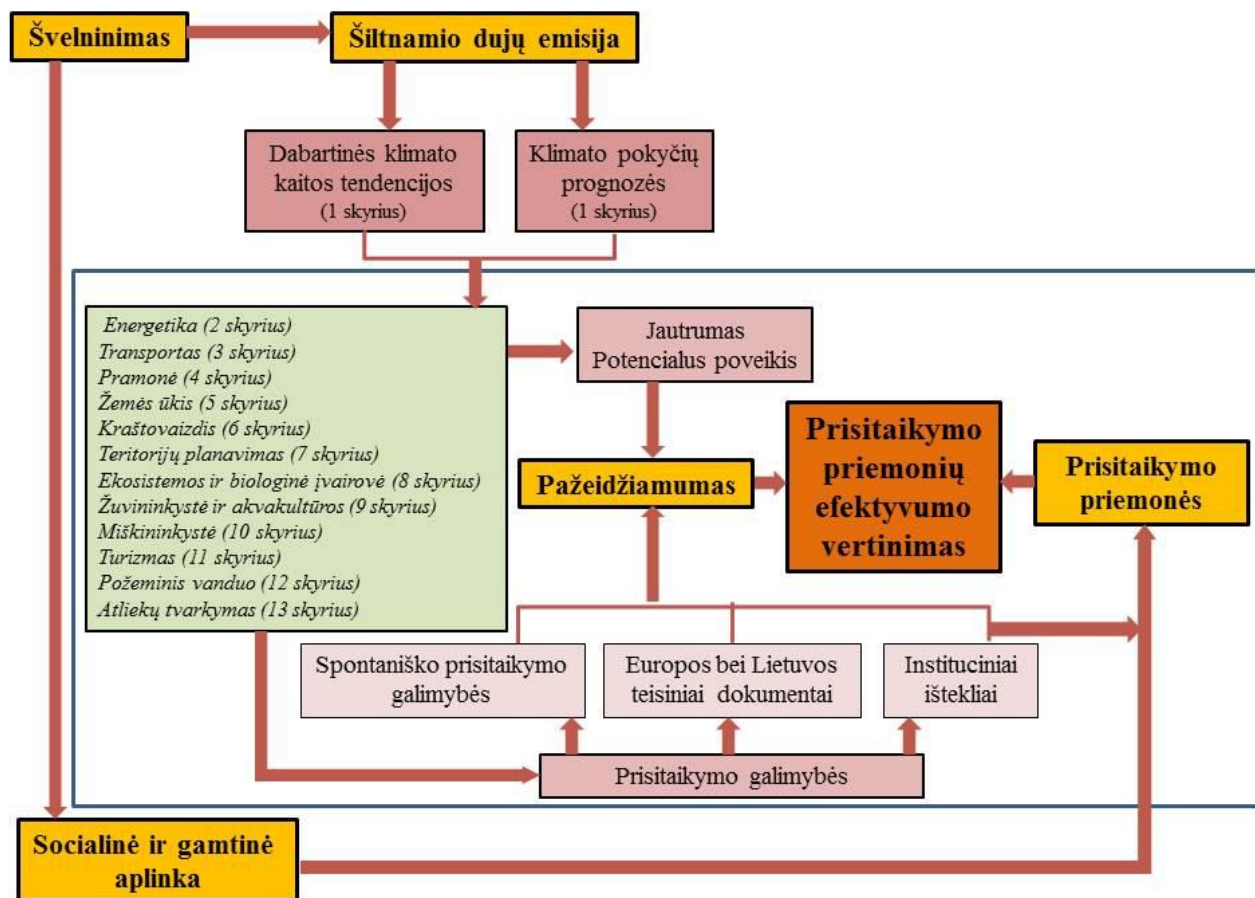 Švelninimas
Šiltnamio dujų emisija
Dabartinės klimato
kaitos tendencijos
(1 skyrius)
Klimato pokyčių
prognozės
(1 skyrius)
Energetika (2 skyrius)
Transportas (3 skyrius)
Pramonė (4 skyrius)
Žemės ūkis (5 skyrius)
Kraštovaizdis (6 skyrius)
Teritorijų planavimas (7 skyrius)
Ekosistemos ir biologinė įvairovė (8 skyrius)
Žuvininkystė ir akvakultūros (9 skyrius)
Miškininkystė (10 skyrius)
Turizmas (11 skyrius)
Požeminis vanduo (12 skyrius)
Atliekų tvarkymas (13 skyrius)
Jautrumas
Potencialus poveikis
Pažeidžiamumas
Prisitaikymo
priemonių
efektyvumo
vertinimas
Prisitaikymo
priemonės
Spontaniško prisitaikymo
galimybės
Europos bei Lietuvos
teisiniai dokumentai
Instituciniai
ištekliai
Prisitaikymo galimybės
Socialinė ir gamtinė
aplinka